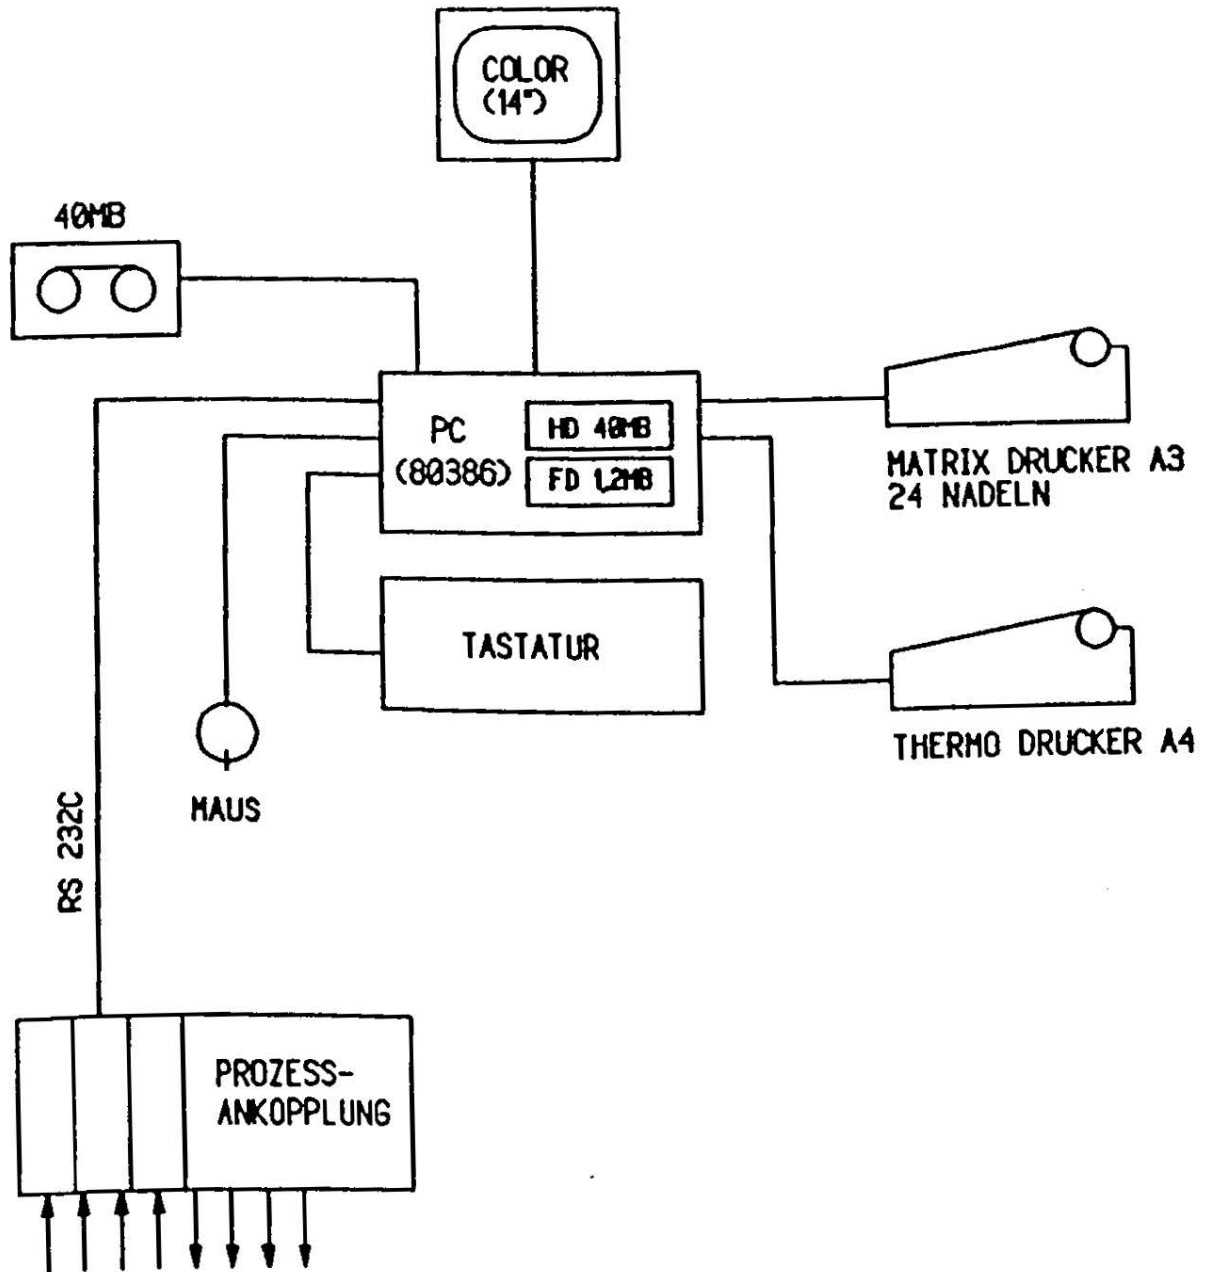 COLOR
(14")
40MB
PC
(80386)
HD 40MB
FD 1,2MB
MATRIX DRUCKER A3
24 NADELN
TASTATUR
THERMO DRUCKER A4
MAUS
RS 232C
PROZESS-
ANKOPPLUNG